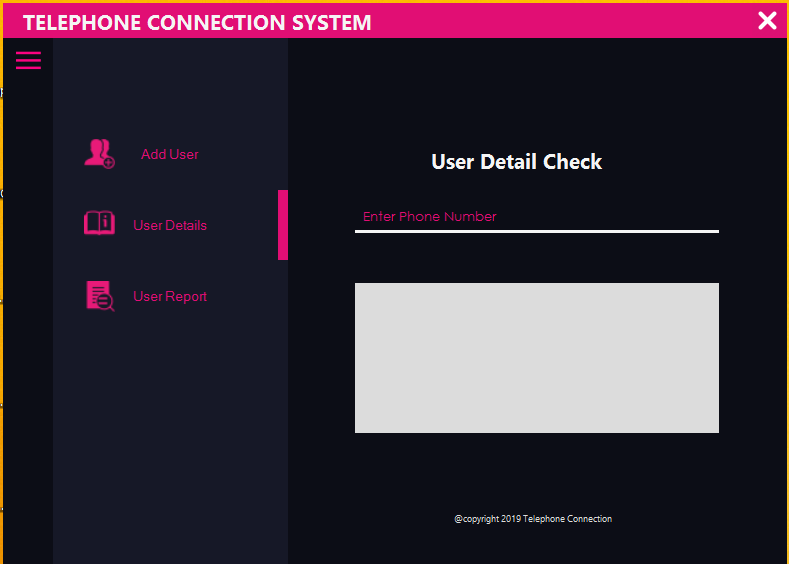 TELEPHONE CONNECTION SYSTEM
Add User
User Details
User Report
User Detail Check
Enter Phone Number
@copyright 2019 Telephone Connection